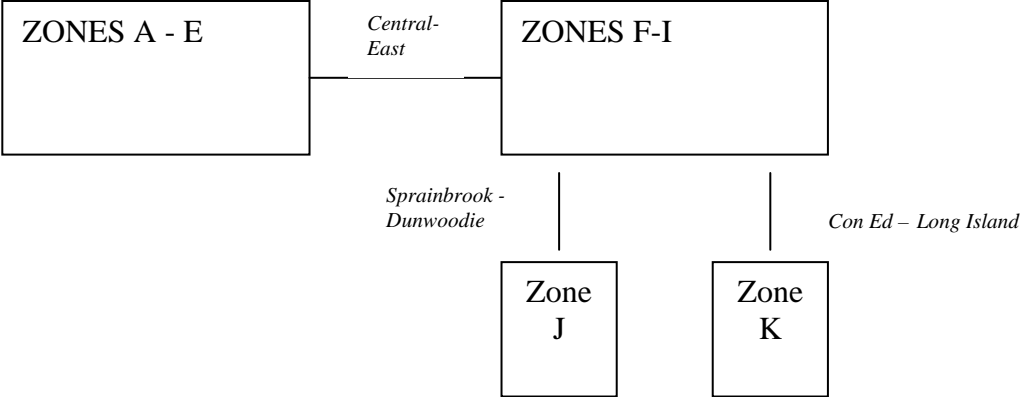 ZONES A - E
Central-
East
ZONES F-I
Sprainbrook -
Dunwoodie
Con Ed – Long Island
Zone
J
Zone
K